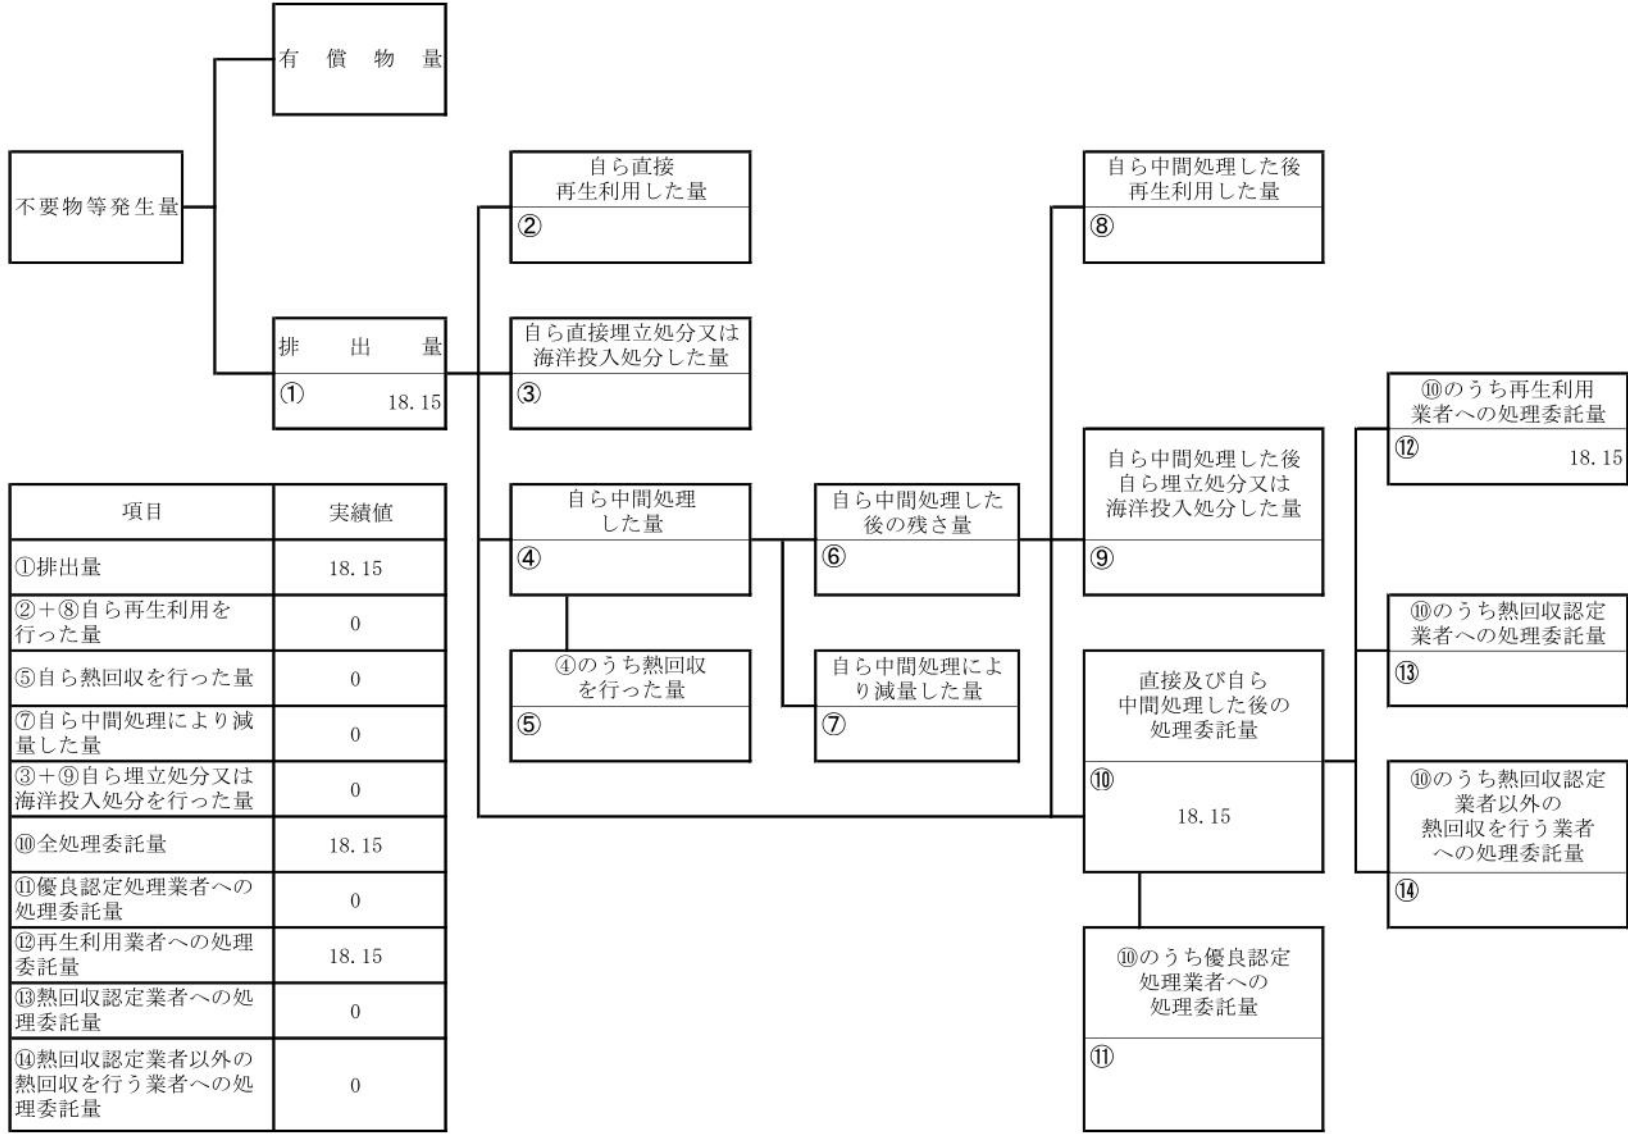 有償物量
不要物等発生量
排出量
①
18.15
自ら直接
再生利用した量
②
自ら直接埋立処分又は
海洋投入処分した量
③
自ら中間処理
した量
④
④のうち熱回収
を行った量
⑤
自ら中間処理した
後の残さ量
⑥
自ら中間処理によ
り減量した量
⑦
自ら中間処理した後
再生利用した量
⑧
自ら中間処理した後
自ら埋立処分又は
海洋投入処分した量
⑨
直接及び自ら
中間処理した後の
処理委託量
⑩
18.15
⑩のうち優良認定
処理業者への
処理委託量
⑪
⑩のうち再生利用
業者への処理委託量
⑫
18.15
⑩のうち熱回収認定
業者への処理委託量
⑬
⑩のうち熱回収認定
業者以外の
熱回収を行う業者
への処理委託量
⑭
項目 実績値
①排出量 18.15
②＋⑧自ら再生利用を
行った量 0
⑤自ら熱回収を行った量 0
⑦自ら中間処理により減
量した量 0
③＋⑨自ら埋立処分又は
海洋投入処分を行った量 0
⑩全処理委託量 18.15
⑪優良認定処理業者への
処理委託量 0
⑫再生利用業者への処理
委託量 18.15
⑬熱回収認定業者への処
理委託量 0
⑭熱回収認定業者以外の
熱回収を行う業者への処
理委託量 0